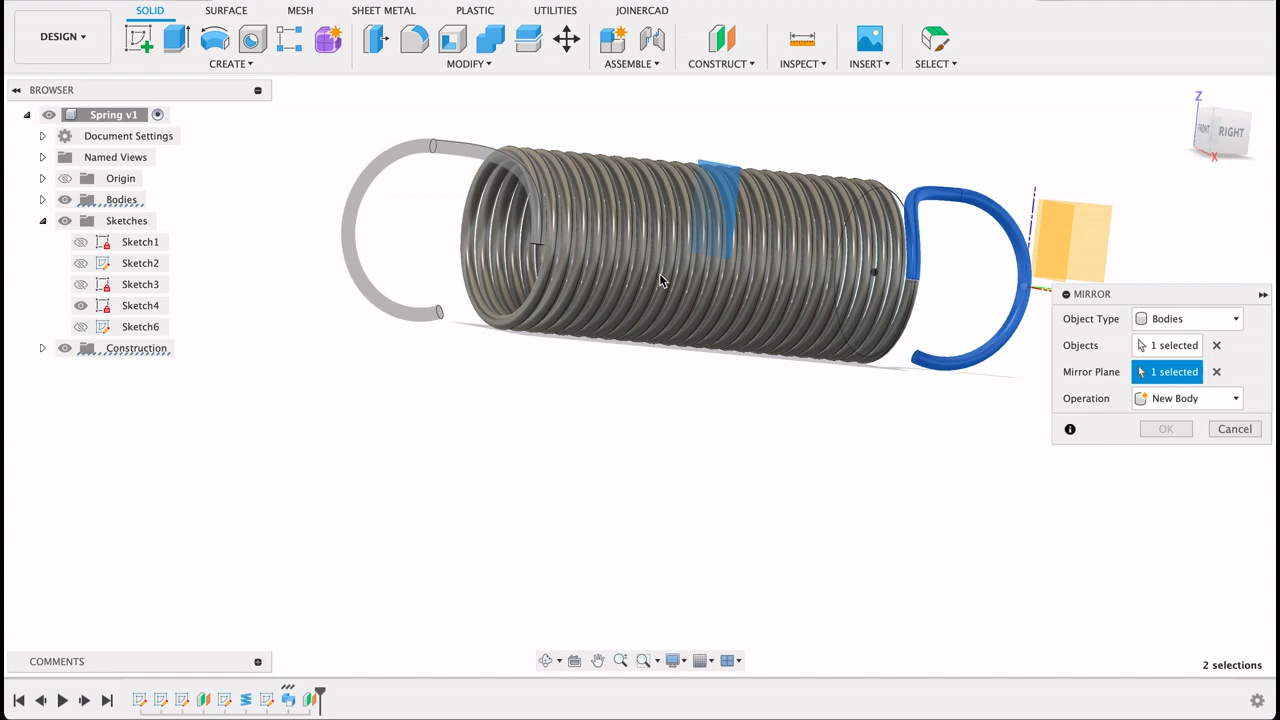 SOLID SURFACE MESH SHEET METAL PLASTIC UTILITIES JOINERCAD
DESIGN
CREATE MODIFY ASSEMBLE CONSTRUCT INSPECT INSERT SELECT
BROWSER
Spring v1
Document Settings
Named Views
Origin
Bodies
Sketches
Sketch1
Sketch2
Sketch3
Sketch4
Sketch6
Construction
Z
FRONT RIGHT
X
MIRROR
Object Type Bodies
Objects 1 selected
Mirror Plane 1 selected
Operation New Body
OK Cancel
COMMENTS
2 selections